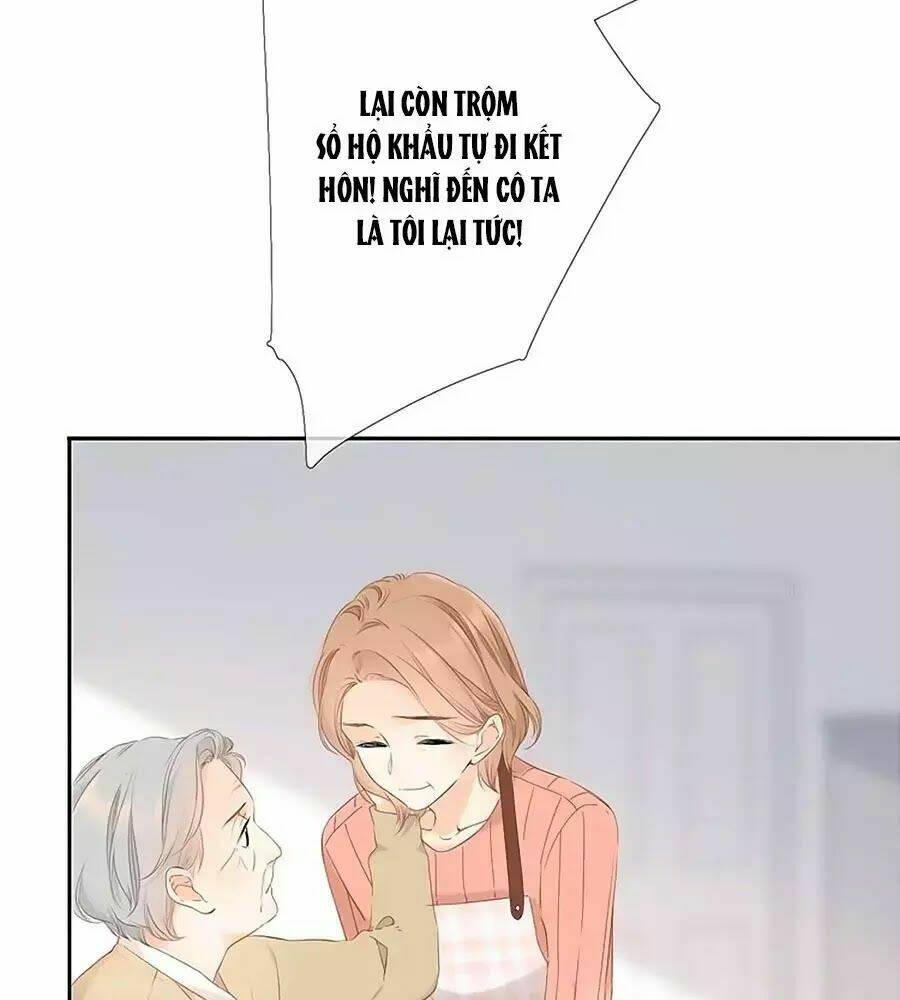 LẠI CÒN TRỘM
SỔ HỘ KHẨU TỰ ĐI KẾT
HÔN! NGHĨ ĐẾN CÔ TA
LÀ TÔI LẠI TỨC!